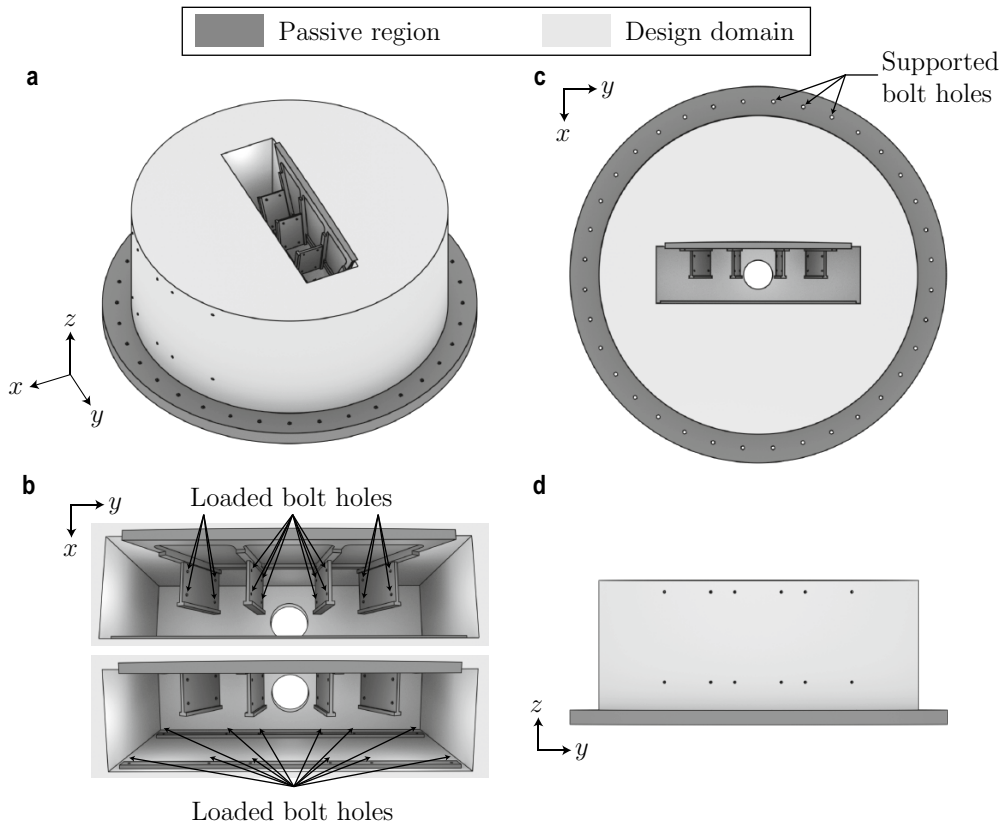 Passive region
Design domain
a
z
x
y
c
y
x
Supported
bolt holes
b
y
x
Loaded bolt holes
Loaded bolt holes
d
z
y